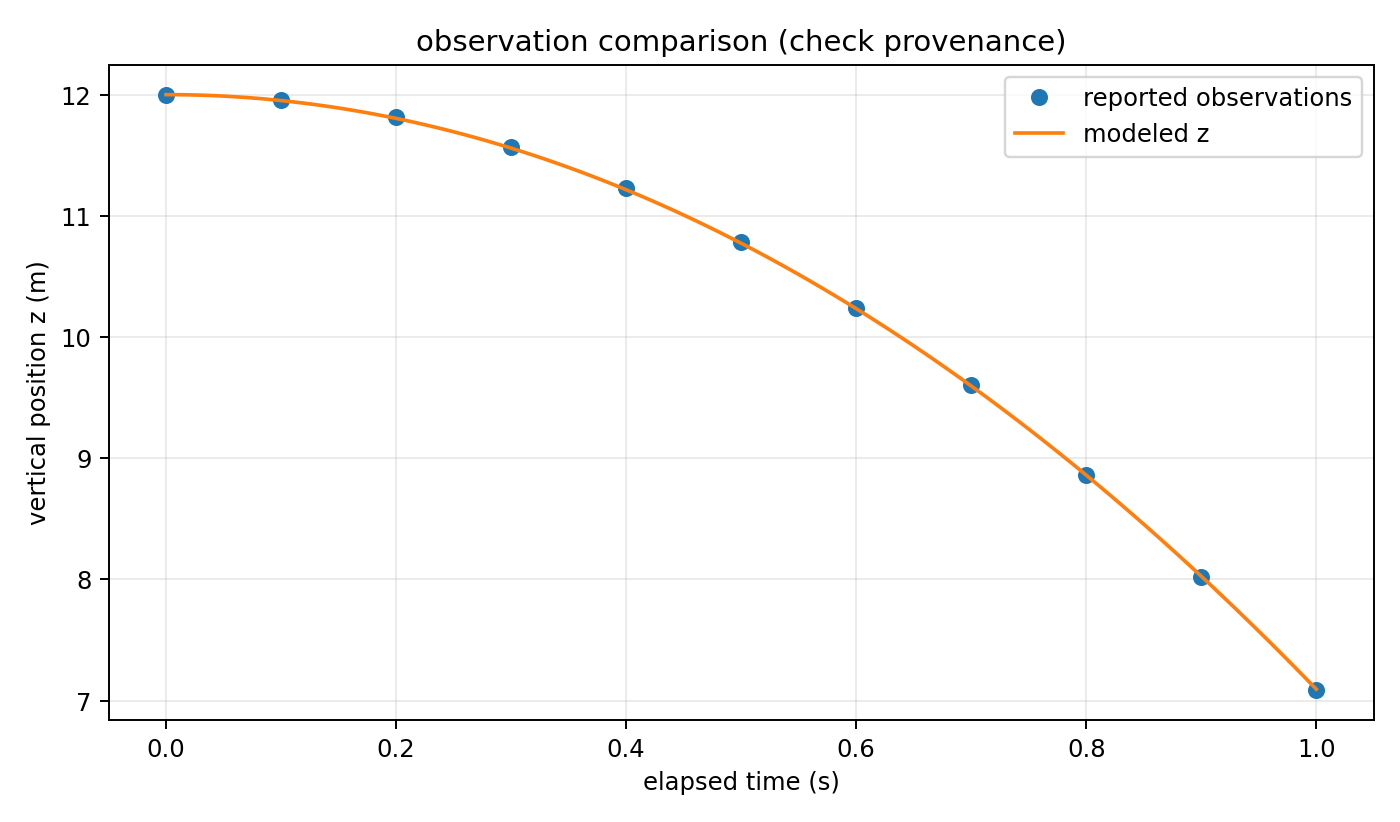 observation comparison (check provenance)
reported observations
modeled z
vertical position z (m)
12
11
10
9
8
7
0.0 0.2 0.4 0.6 0.8 1.0
elapsed time (s)